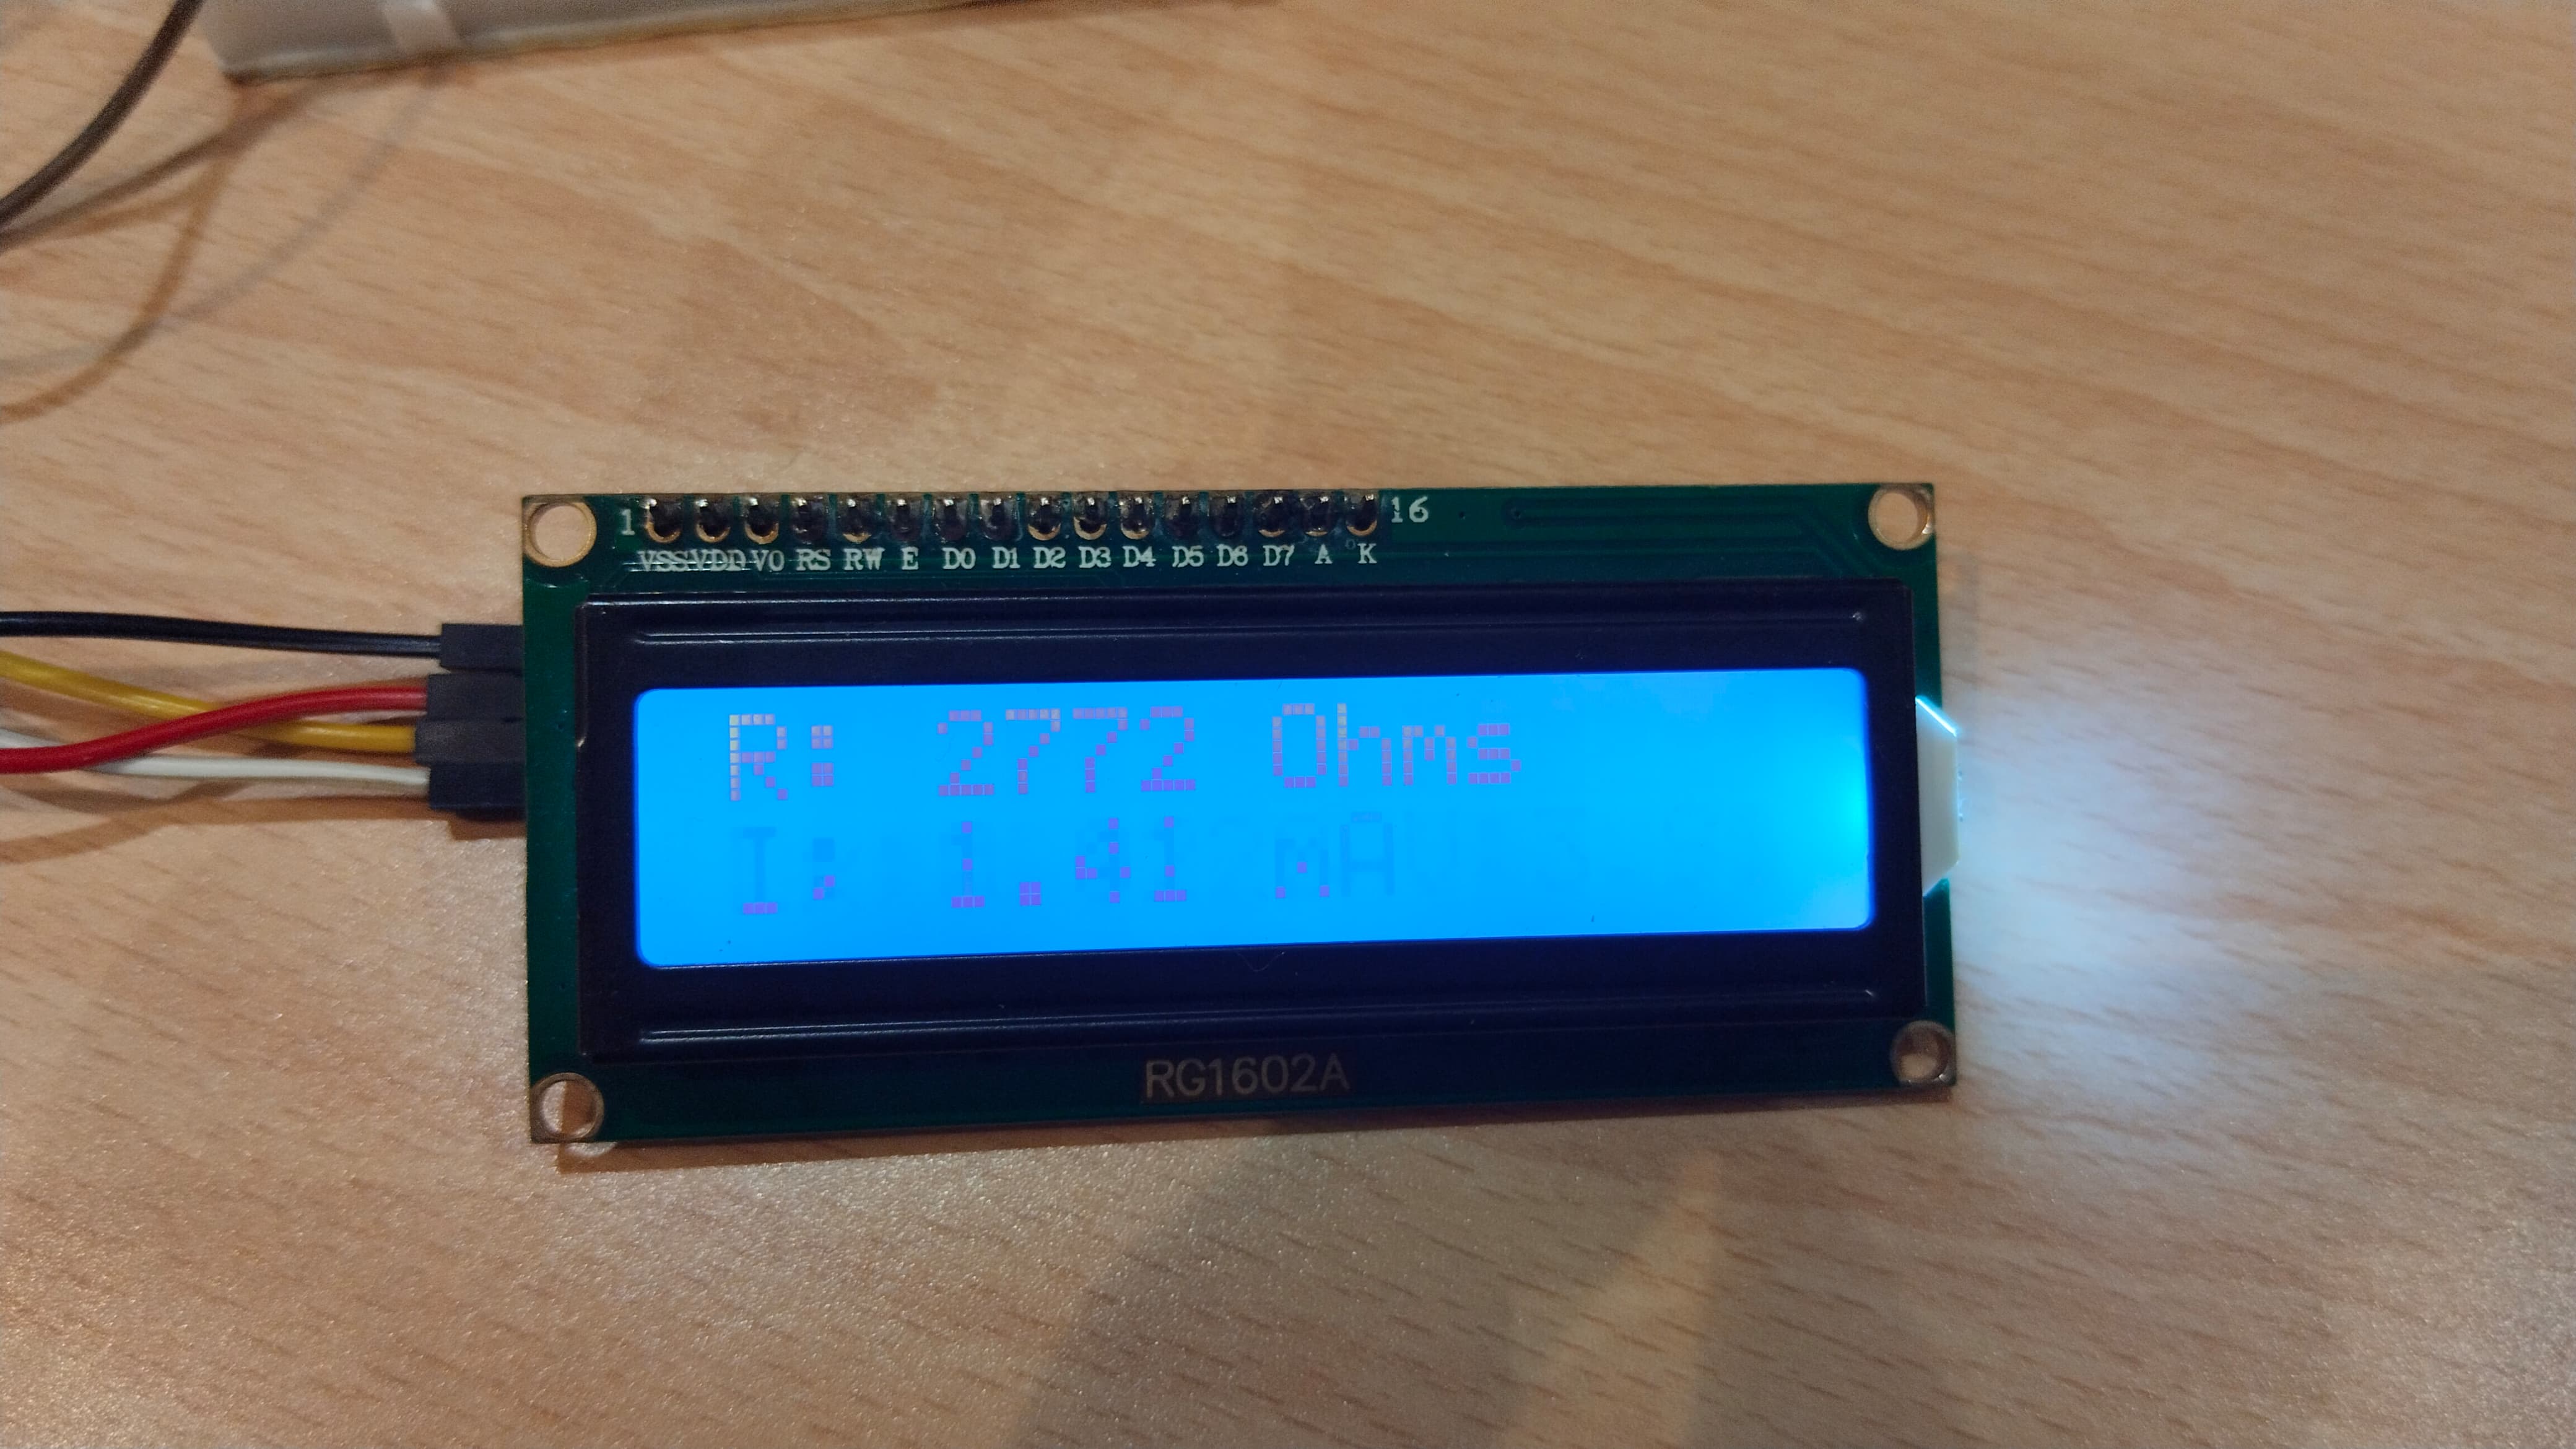 1 16
VSS VDD V0 RS RW E D0 D1 D2 D3 D4 D5 D6 D7 A K
R: 2772 Ohms
I: 1.41 mA
RG1602A